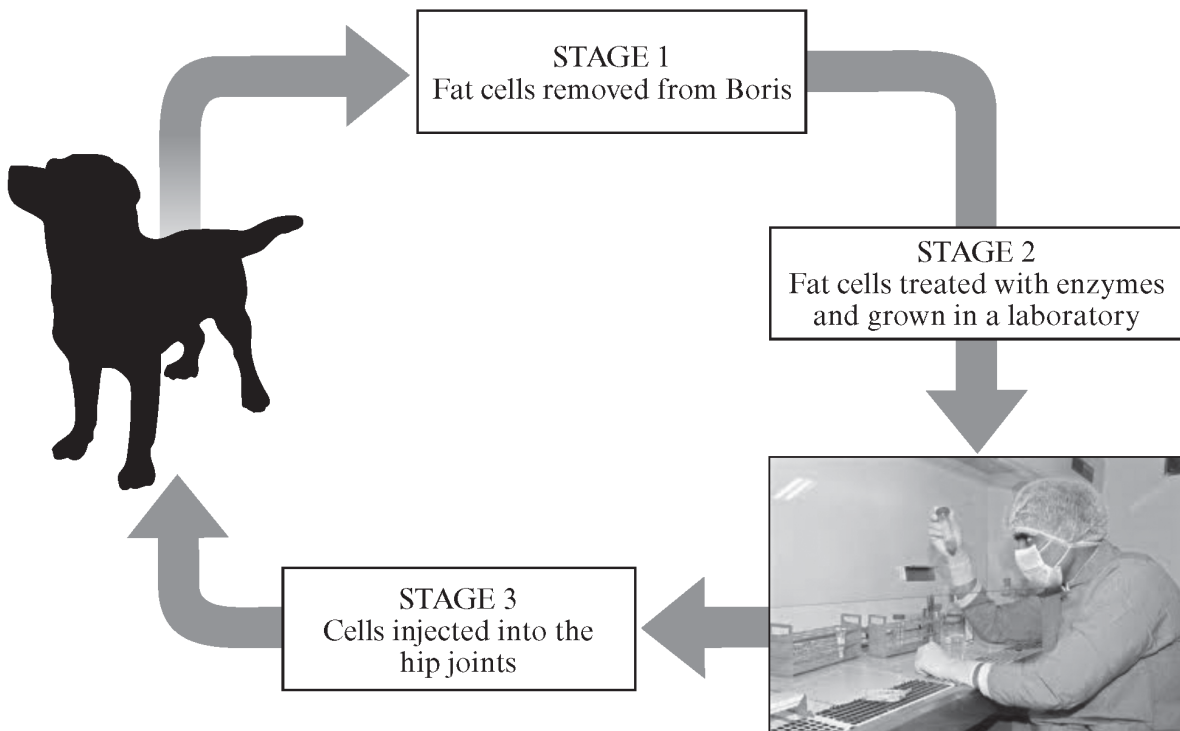 STAGE 1
Fat cells removed from Boris
STAGE 2
Fat cells treated with enzymes
and grown in a laboratory
STAGE 3
Cells injected into the
hip joints